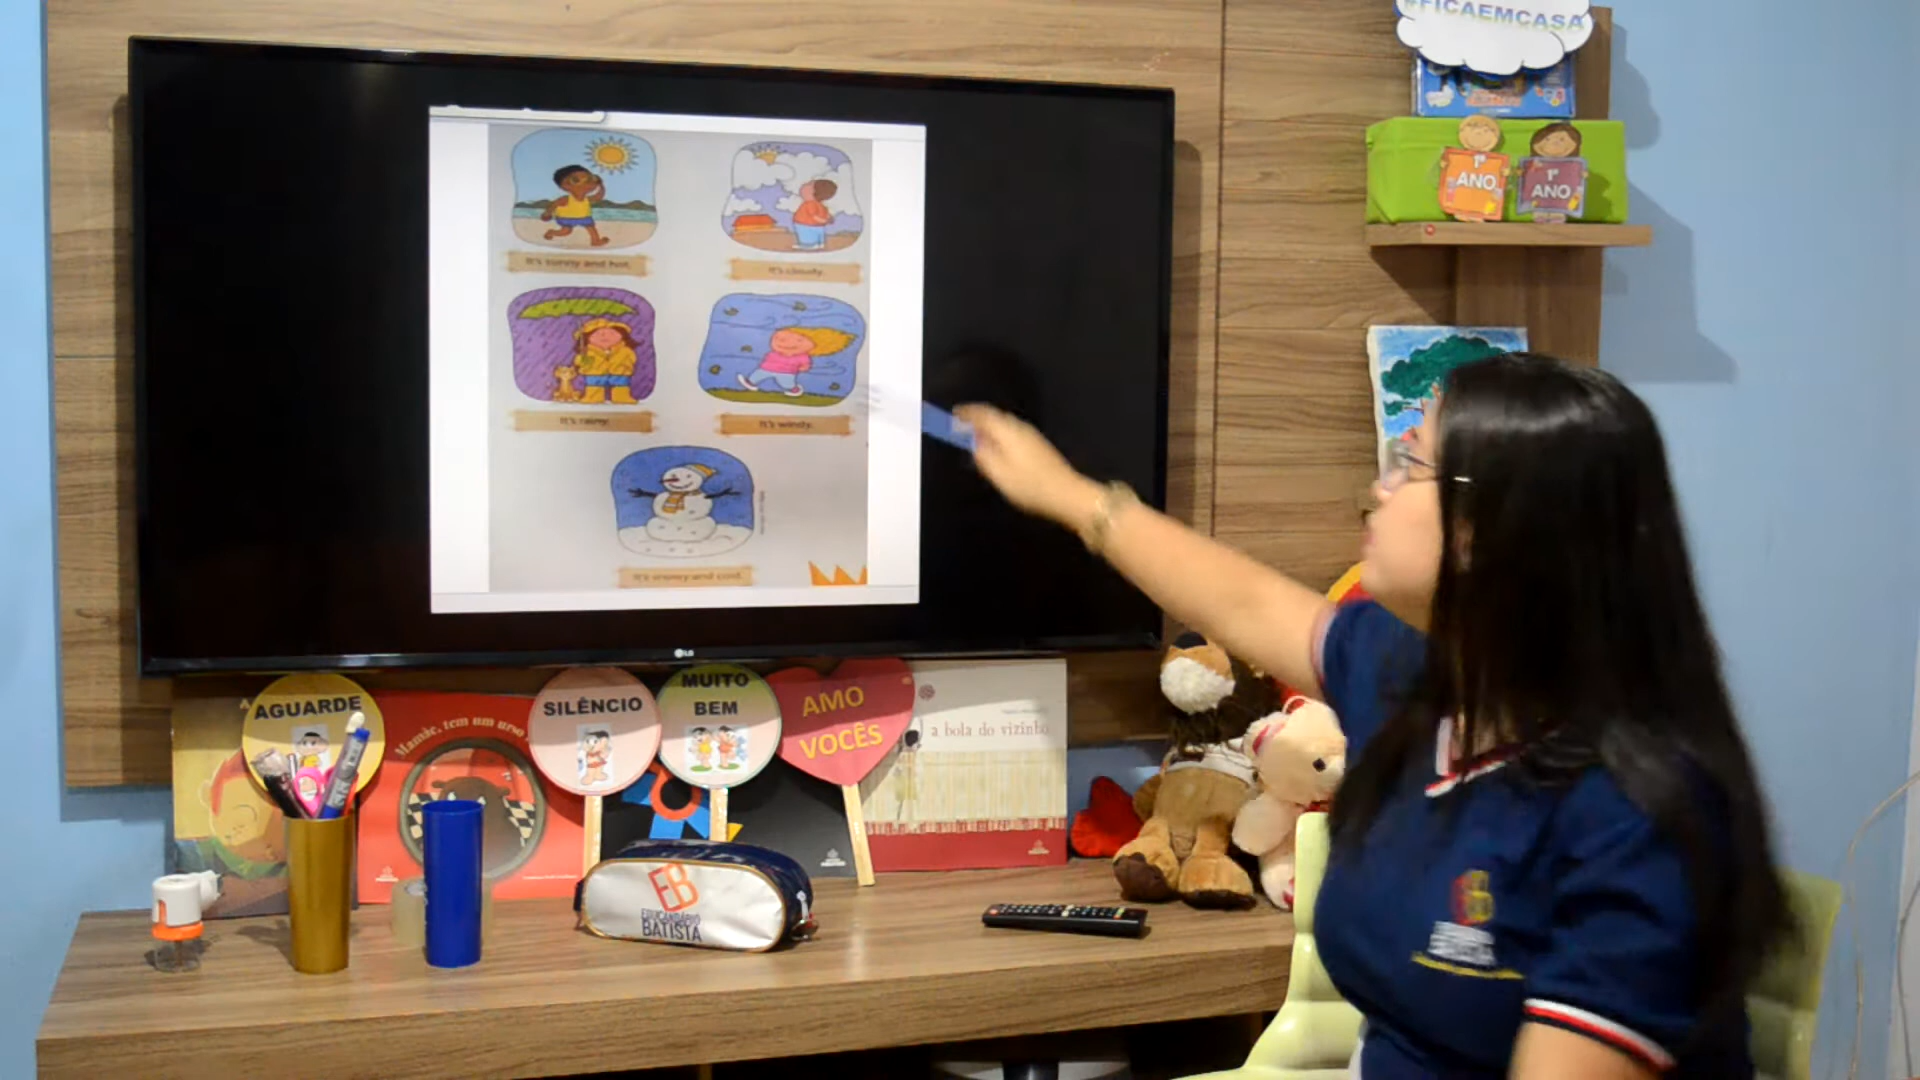 #FICAEMCASA
1º
ANO
1º
ANO
It's sunny and hot.
It's cloudy.
It's rainy.
It's windy.
It's snowy and cold.
LG
AGUARDE
Mamãe, tem um urso
SILÊNCIO
MUITO
BEM
AMO
VOCÊS
a bola do vizinho
EB
EDUCANDÁRIO
BATISTA